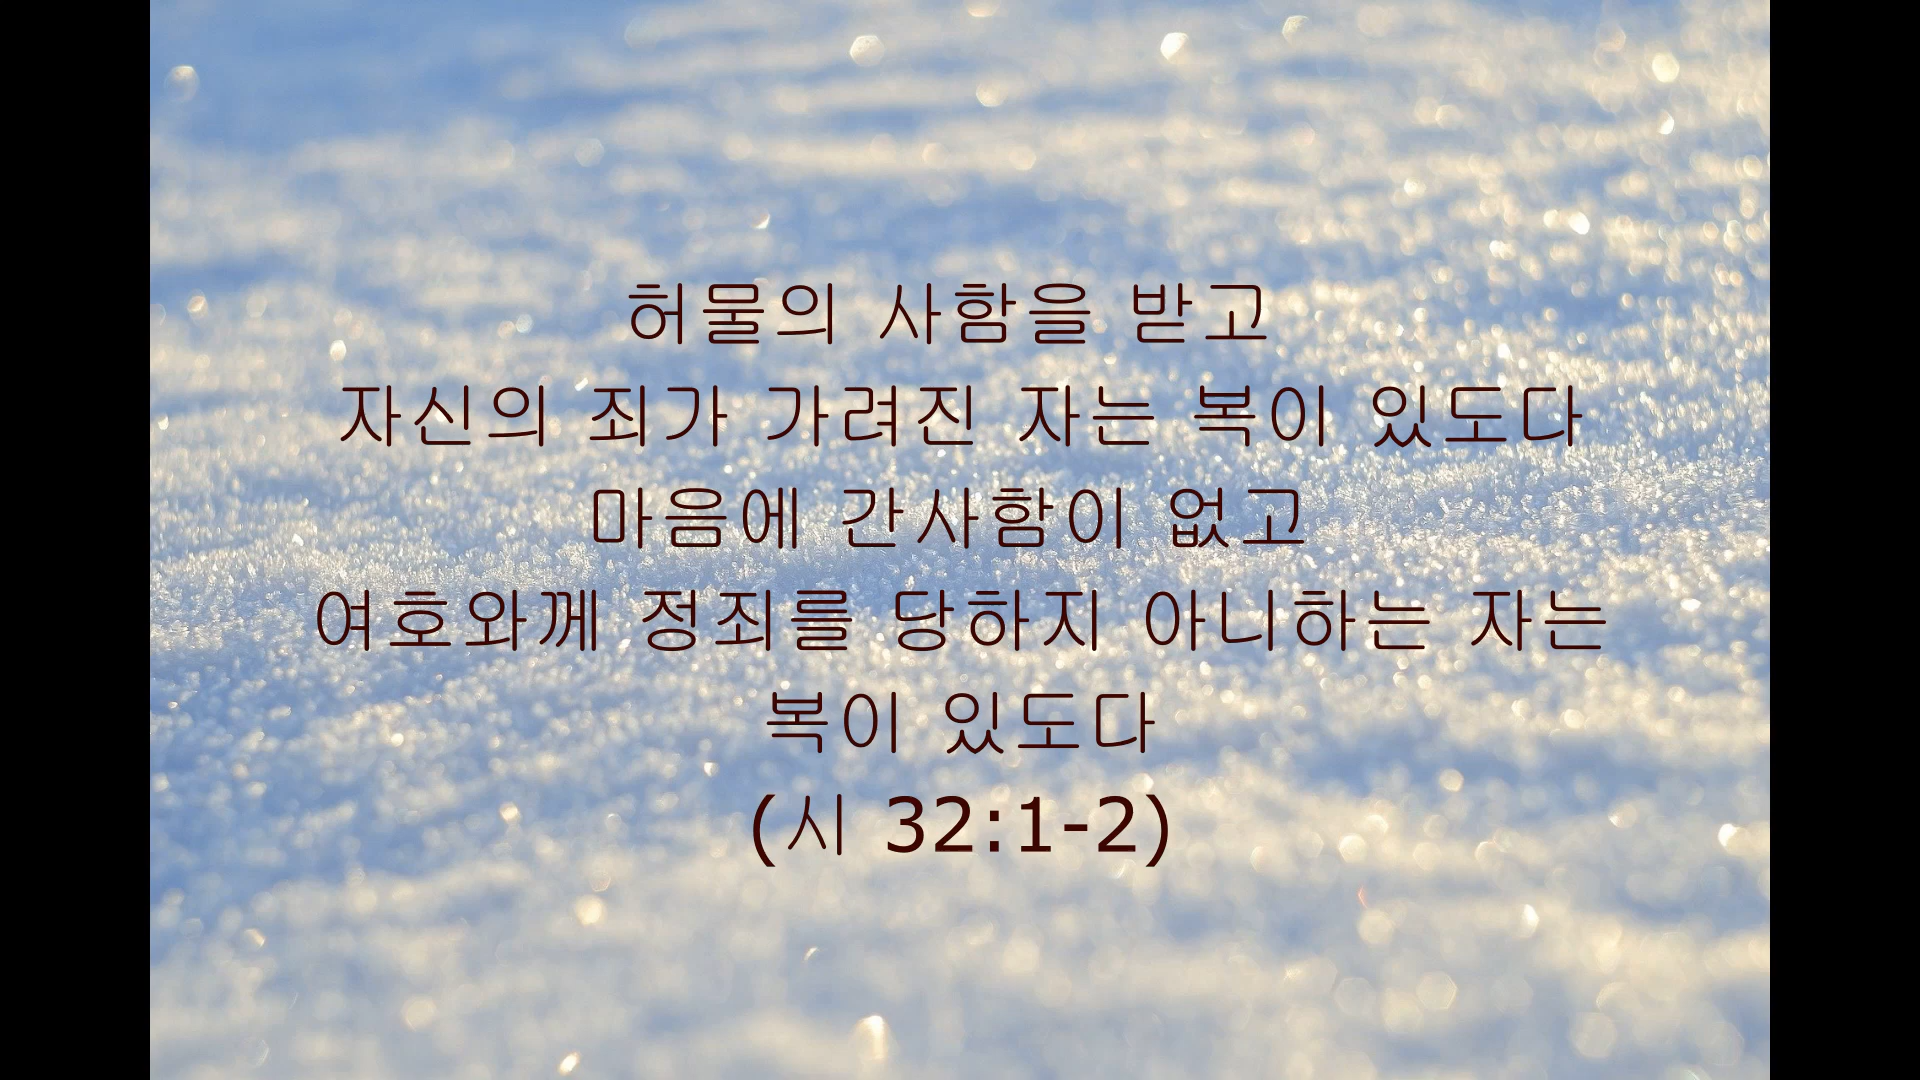 허물의 사함을 받고
자신의 죄가 가려진 자는 복이 있도다
마음에 간사함이 없고
여호와께 정죄를 당하지 아니하는 자는
복이 있도다
(시 32:1-2)